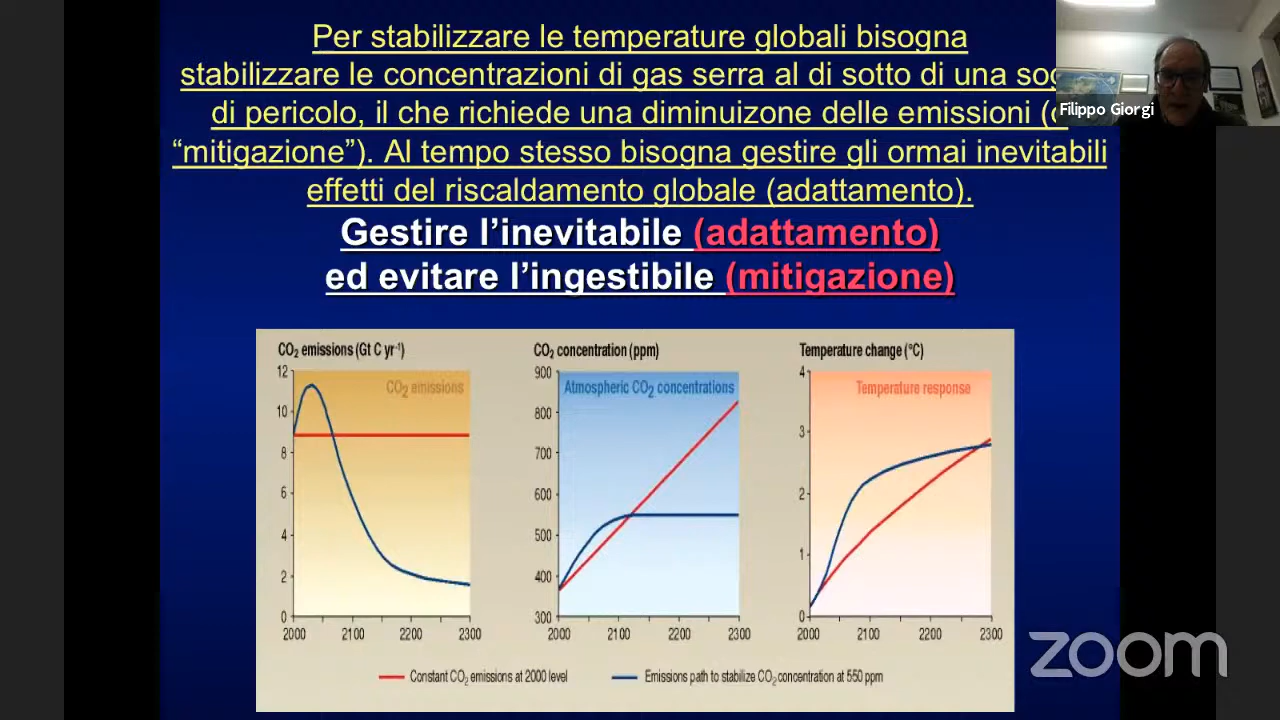 Per stabilizzare le temperature globali bisogna
stabilizzare le concentrazioni di gas serra al di sotto di una
di pericolo, il che richiede una diminuizone delle emissioni
“mitigazione”). Al tempo stesso bisogna gestire gli ormai inevitabili
effetti del riscaldamento globale (adattamento).
Gestire l’inevitabile (adattamento)
ed evitare l’ingestibile (mitigazione)
Filippo Giorgi
CO2 emissions (Gt C yr-1)
CO2 emissions
12
10
8
6
4
2
0
2000 2100 2200 2300
CO2 concentration (ppm)
Atmospheric CO2 concentrations
900
800
700
600
500
400
300
2000 2100 2200 2300
Temperature change (°C)
Temperature response
4
3
2
1
0
2000 2100 2200 2300
Constant CO2 emissions at 2000 level
Emissions path to stabilize CO2 concentration at 550 ppm
zoom